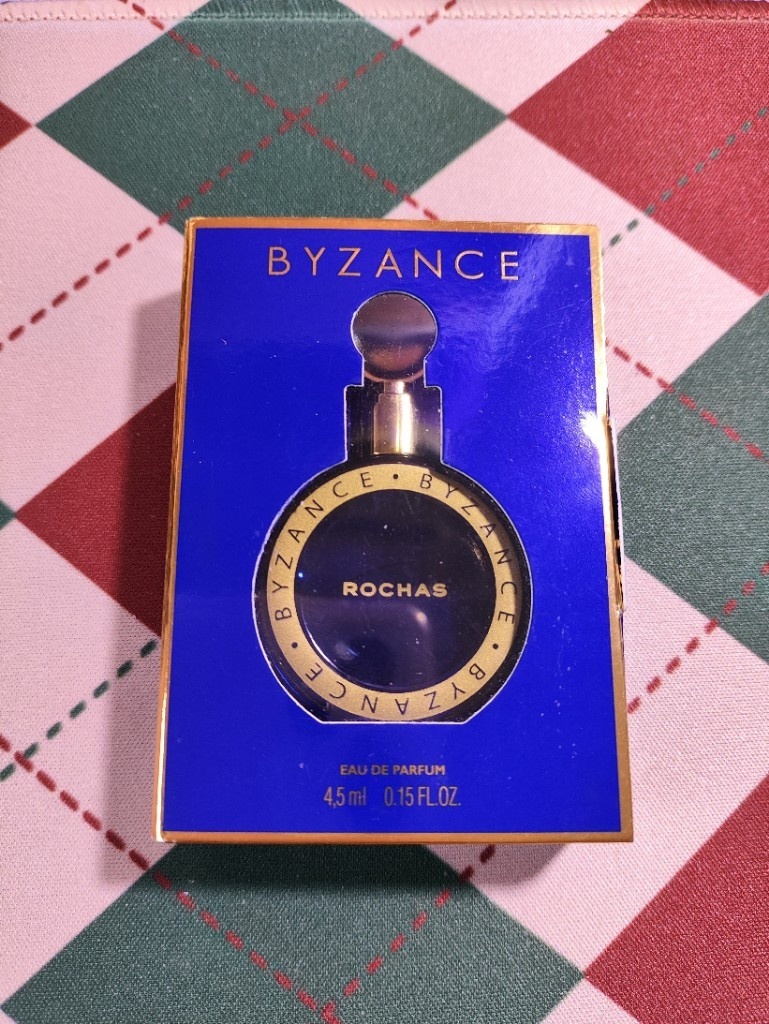 BYZANCE
BYZANCE • BYZANCE • BYZANCE • BYZANCE •
ROCHAS
EAU DE PARFUM
4,5 ml 0.15 FL.OZ.